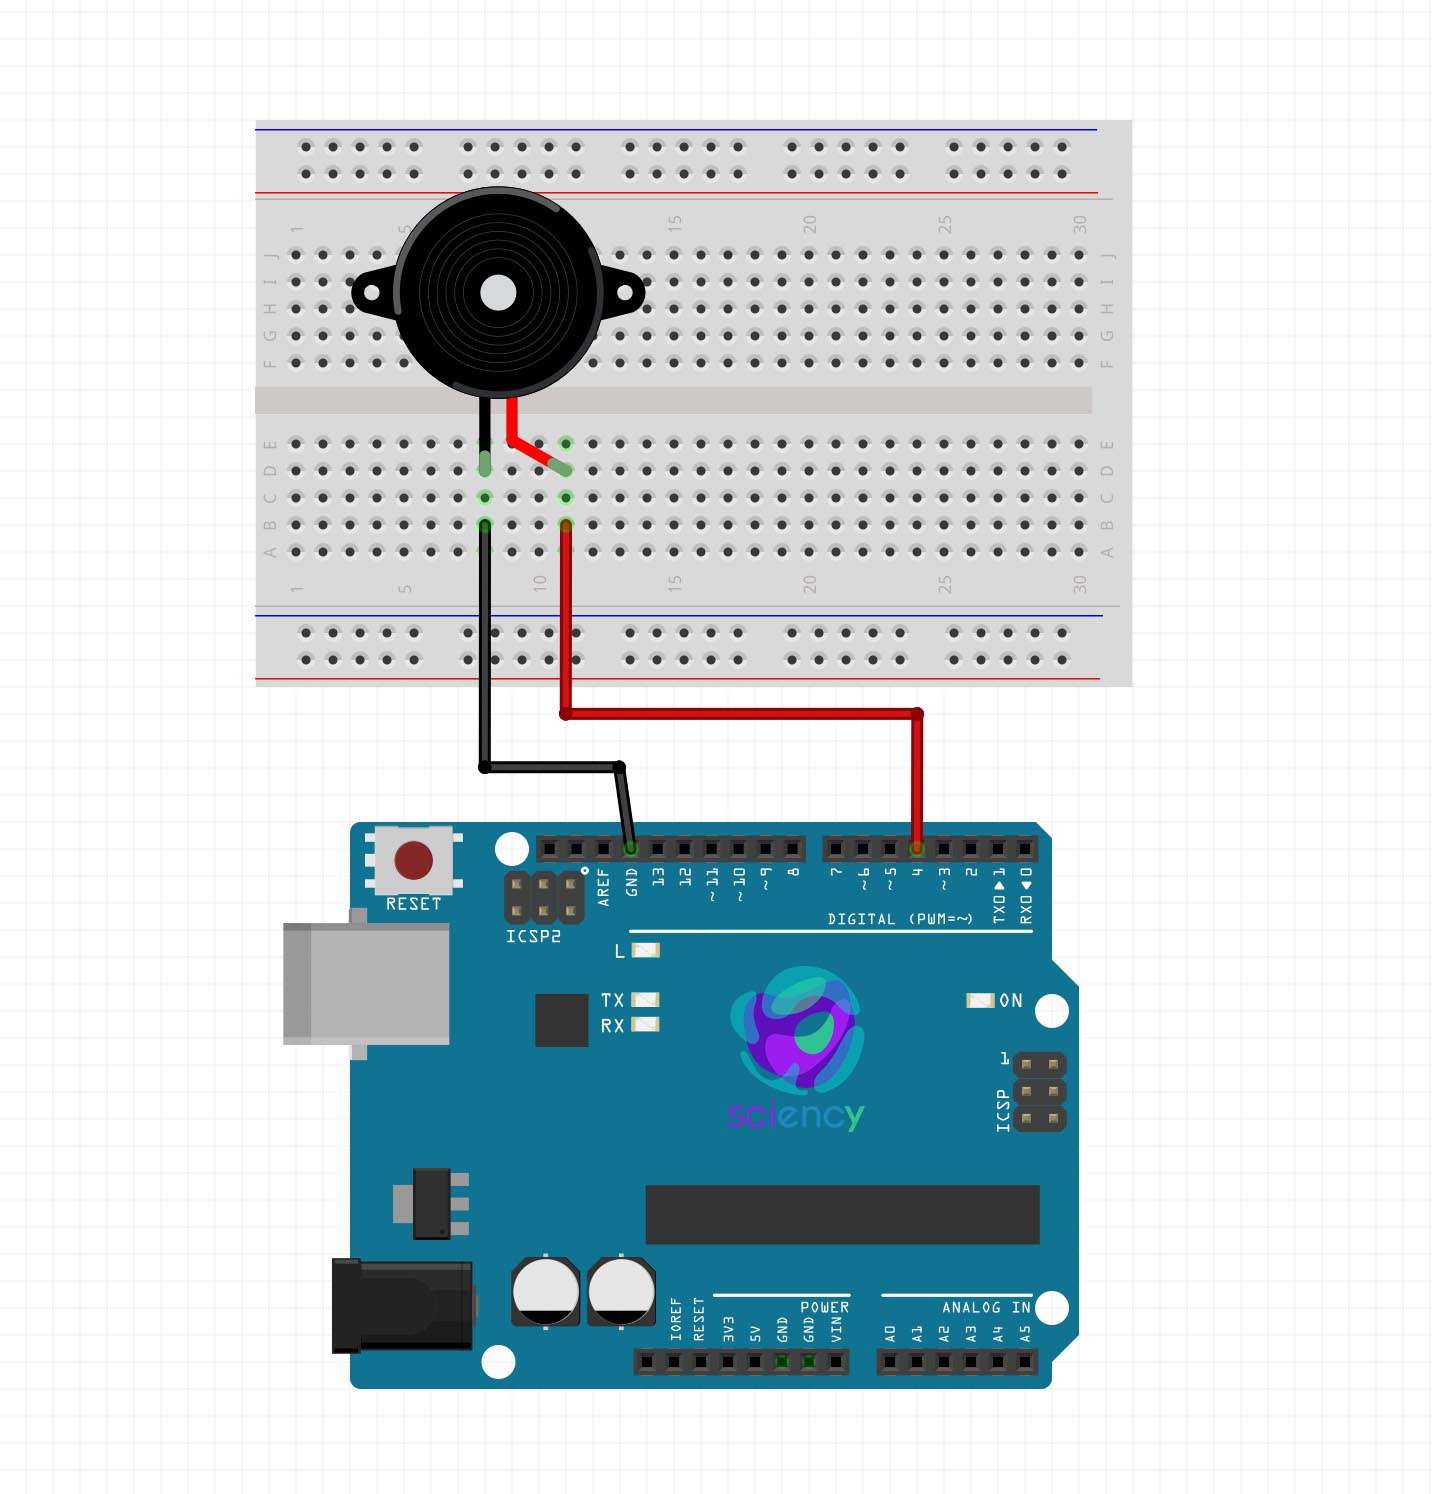 1 5 15 20 25 30
J J
I I
H H
G G
F F
E E
D D
C C
B B
A A
1 5 10 15 20 25 30
RESET
AREF GND 13 12 ~11 ~10 ~9 8 7 ~6 ~5 4 ~3 2 TX0▶1 RX0◀0
DIGITAL (PWM=~)
ICSP2
L
TX
RX
ON
1
ICSP
sciency
POWER
ANALOG IN
IOREF RESET 3V3 5V GND GND VIN A0 A1 A2 A3 A4 A5